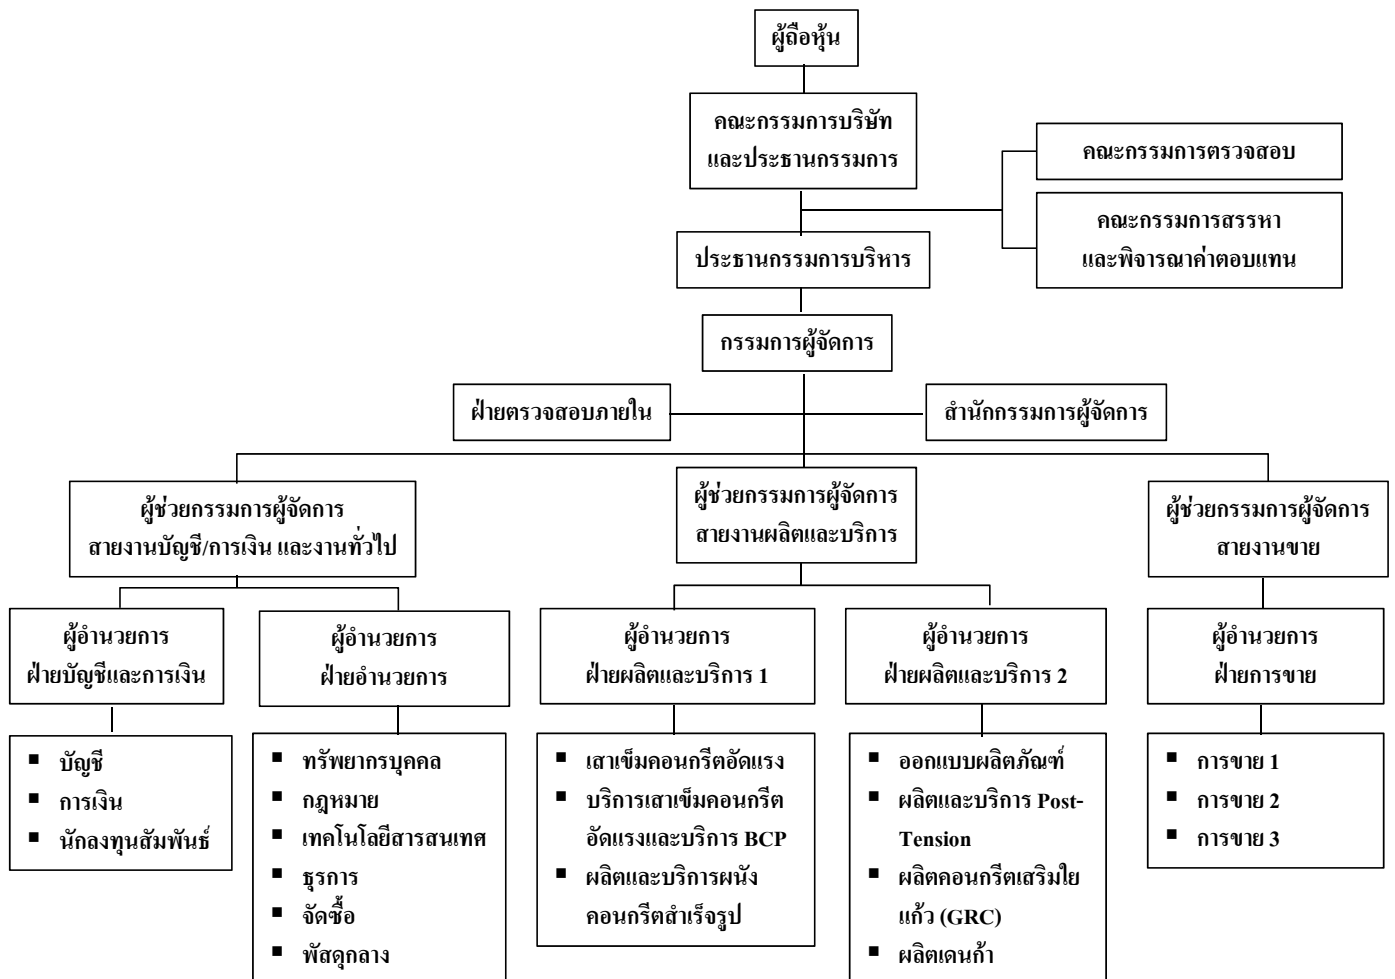 ผู้ถือหุ้น
คณะกรรมการบริษัท
และประธานกรรมการ
คณะกรรมการตรวจสอบ
คณะกรรมการสรรหา
และพิจารณาค่าตอบแทน
ประธานกรรมการบริหาร
กรรมการผู้จัดการ
ฝ่ายตรวจสอบภายใน
สำนักกรรมการผู้จัดการ
ผู้ช่วยกรรมการผู้จัดการ
สายงานบัญชี/การเงิน และงานทั่วไป
ผู้ช่วยกรรมการผู้จัดการ
สายงานผลิตและบริการ
ผู้ช่วยกรรมการผู้จัดการ
สายงานขาย
ผู้อำนวยการ
ฝ่ายบัญชีและการเงิน
ผู้อำนวยการ
ฝ่ายอำนวยการ
ผู้อำนวยการ
ฝ่ายผลิตและบริการ 1
ผู้อำนวยการ
ฝ่ายผลิตและบริการ 2
ผู้อำนวยการ
ฝ่ายการขาย
▪ บัญชี
▪ การเงิน
▪ นักลงทุนสัมพันธ์
▪ ทรัพยากรบุคคล
▪ กฎหมาย
▪ เทคโนโลยีสารสนเทศ
▪ ธุรการ
▪ จัดซื้อ
▪ พัสดุกลาง
▪ เสาเข็มคอนกรีตอัดแรง
▪ บริการเสาเข็มคอนกรีต
อัดแรงและบริการ BCP
▪ ผลิตและบริการผนัง
คอนกรีตสำเร็จรูป
▪ ออกแบบผลิตภัณฑ์
▪ ผลิตและบริการ Post-
Tension
▪ ผลิตคอนกรีตเสริมใย
แก้ว (GRC)
▪ ผลิตเดนก้า
▪ การขาย 1
▪ การขาย 2
▪ การขาย 3